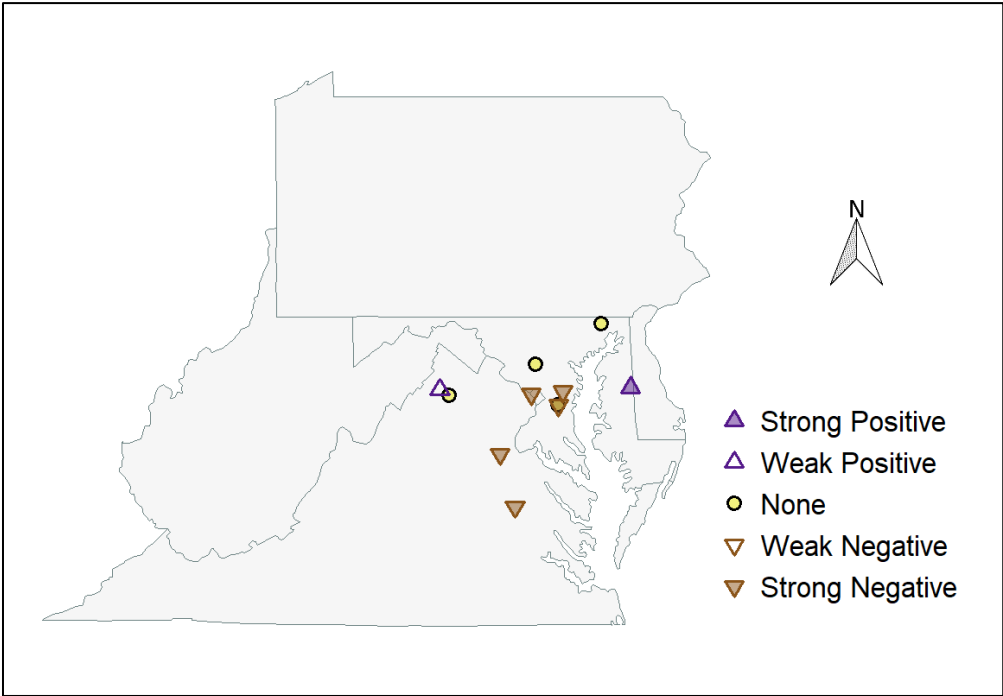 N
Strong Positive
Weak Positive
None
Weak Negative
Strong Negative